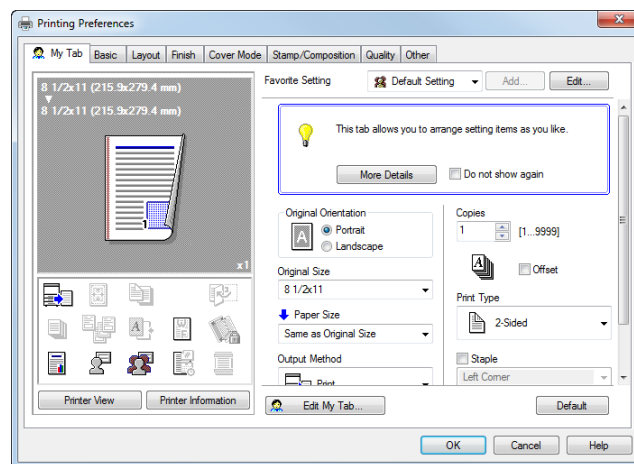 Printing Preferences
My Tab Basic Layout Finish Cover Mode Stamp/Composition Quality Other
8 1/2x11 (215.9x279.4 mm)
8 1/2x11 (215.9x279.4 mm)
1
x1
Printer View Printer Information
Favorite Setting Default Setting Add... Edit...
This tab allows you to arrange setting items as you like.
More Details Do not show again
Original Orientation
A Portrait
Landscape
Original Size
8 1/2x11
Paper Size
Same as Original Size
Output Method
Print
Copies
1 [1...9999]
A Offset
Print Type
2-Sided
Staple
Left Corner
Edit My Tab... Default
OK Cancel Help